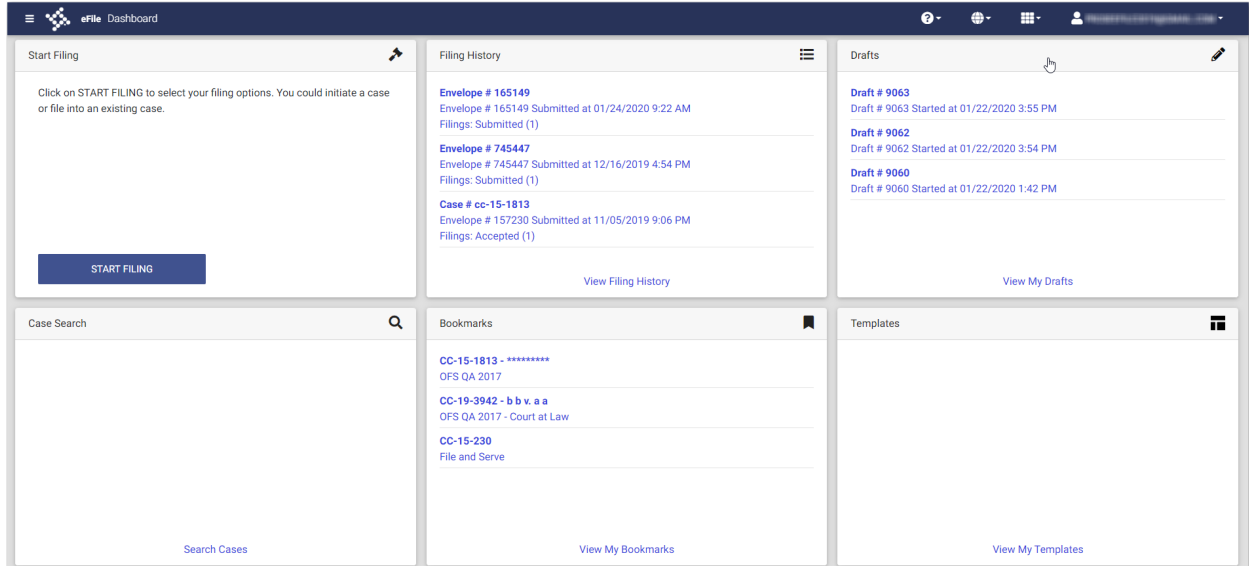 eFile Dashboard
Start Filing
Click on START FILING to select your filing options. You could initiate a case
or file into an existing case.
START FILING
Filing History
Envelope # 165149
Envelope # 165149 Submitted at 01/24/2020 9:22 AM
Filings: Submitted (1)
Envelope # 745447
Envelope # 745447 Submitted at 12/16/2019 4:54 PM
Filings: Submitted (1)
Case # cc-15-1813
Envelope # 157230 Submitted at 11/05/2019 9:06 PM
Filings: Accepted (1)
View Filing History
Drafts
Draft # 9063
Draft # 9063 Started at 01/22/2020 3:55 PM
Draft # 9062
Draft # 9062 Started at 01/22/2020 3:54 PM
Draft # 9060
Draft # 9060 Started at 01/22/2020 1:42 PM
View My Drafts
Case Search
Search Cases
Bookmarks
CC-15-1813 - *********
OFS QA 2017
CC-19-3942 - b b v. a a
OFS QA 2017 - Court at Law
CC-15-230
File and Serve
View My Bookmarks
Templates
View My Templates